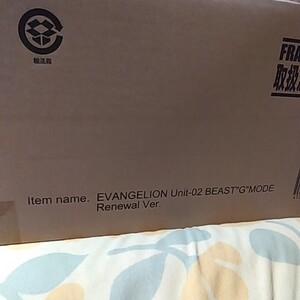 輸送箱
FRA
取扱
Item name. EVANGELION Unit-02 BEAST"G"MODE
Renewal Ver.